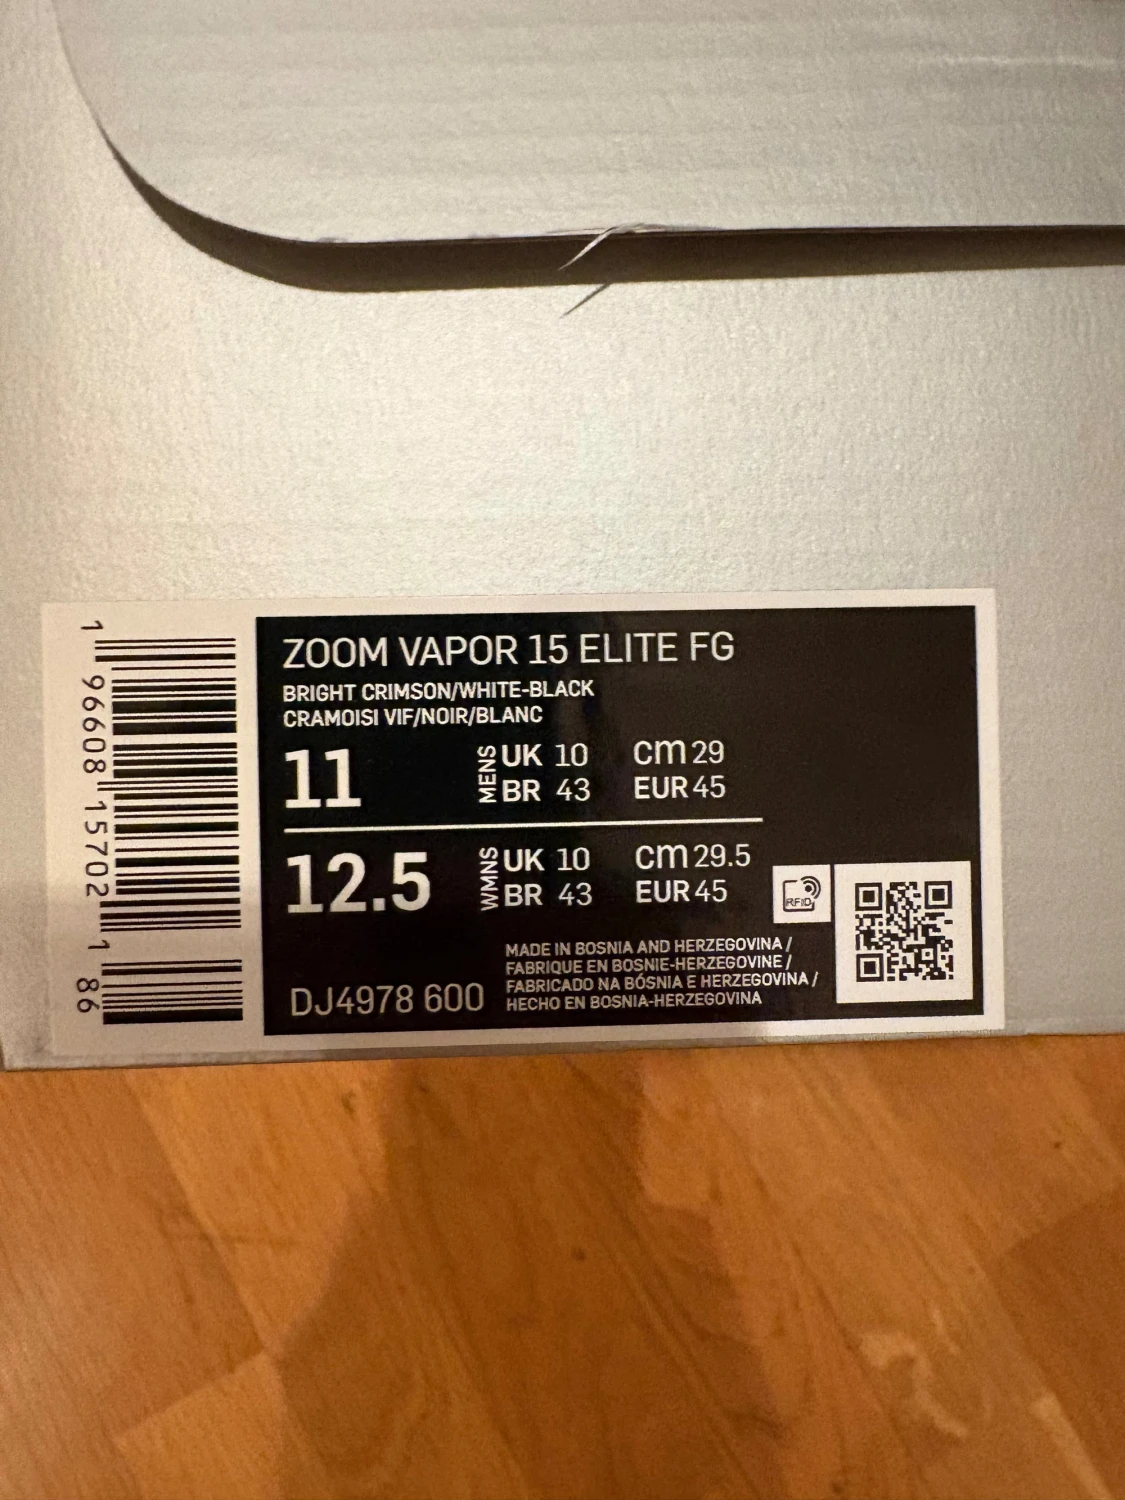 ZOOM VAPOR 15 ELITE FG
BRIGHT CRIMSON/WHITE-BLACK
CRAMOISI VIF/NOIR/BLANC
11 MENS UK 10 cm 29
BR 43 EUR 45
12.5 WMNS UK 10 cm 29.5
BR 43 EUR 45
DJ4978 600
MADE IN BOSNIA AND HERZEGOVINA /
FABRIQUE EN BOSNIE-HERZEGOVINE /
FABRICADO NA BÓSNIA E HERZEGOVINA /
HECHO EN BOSNIA-HERZEGOVINA
RFID
1 96608 15702 1 86